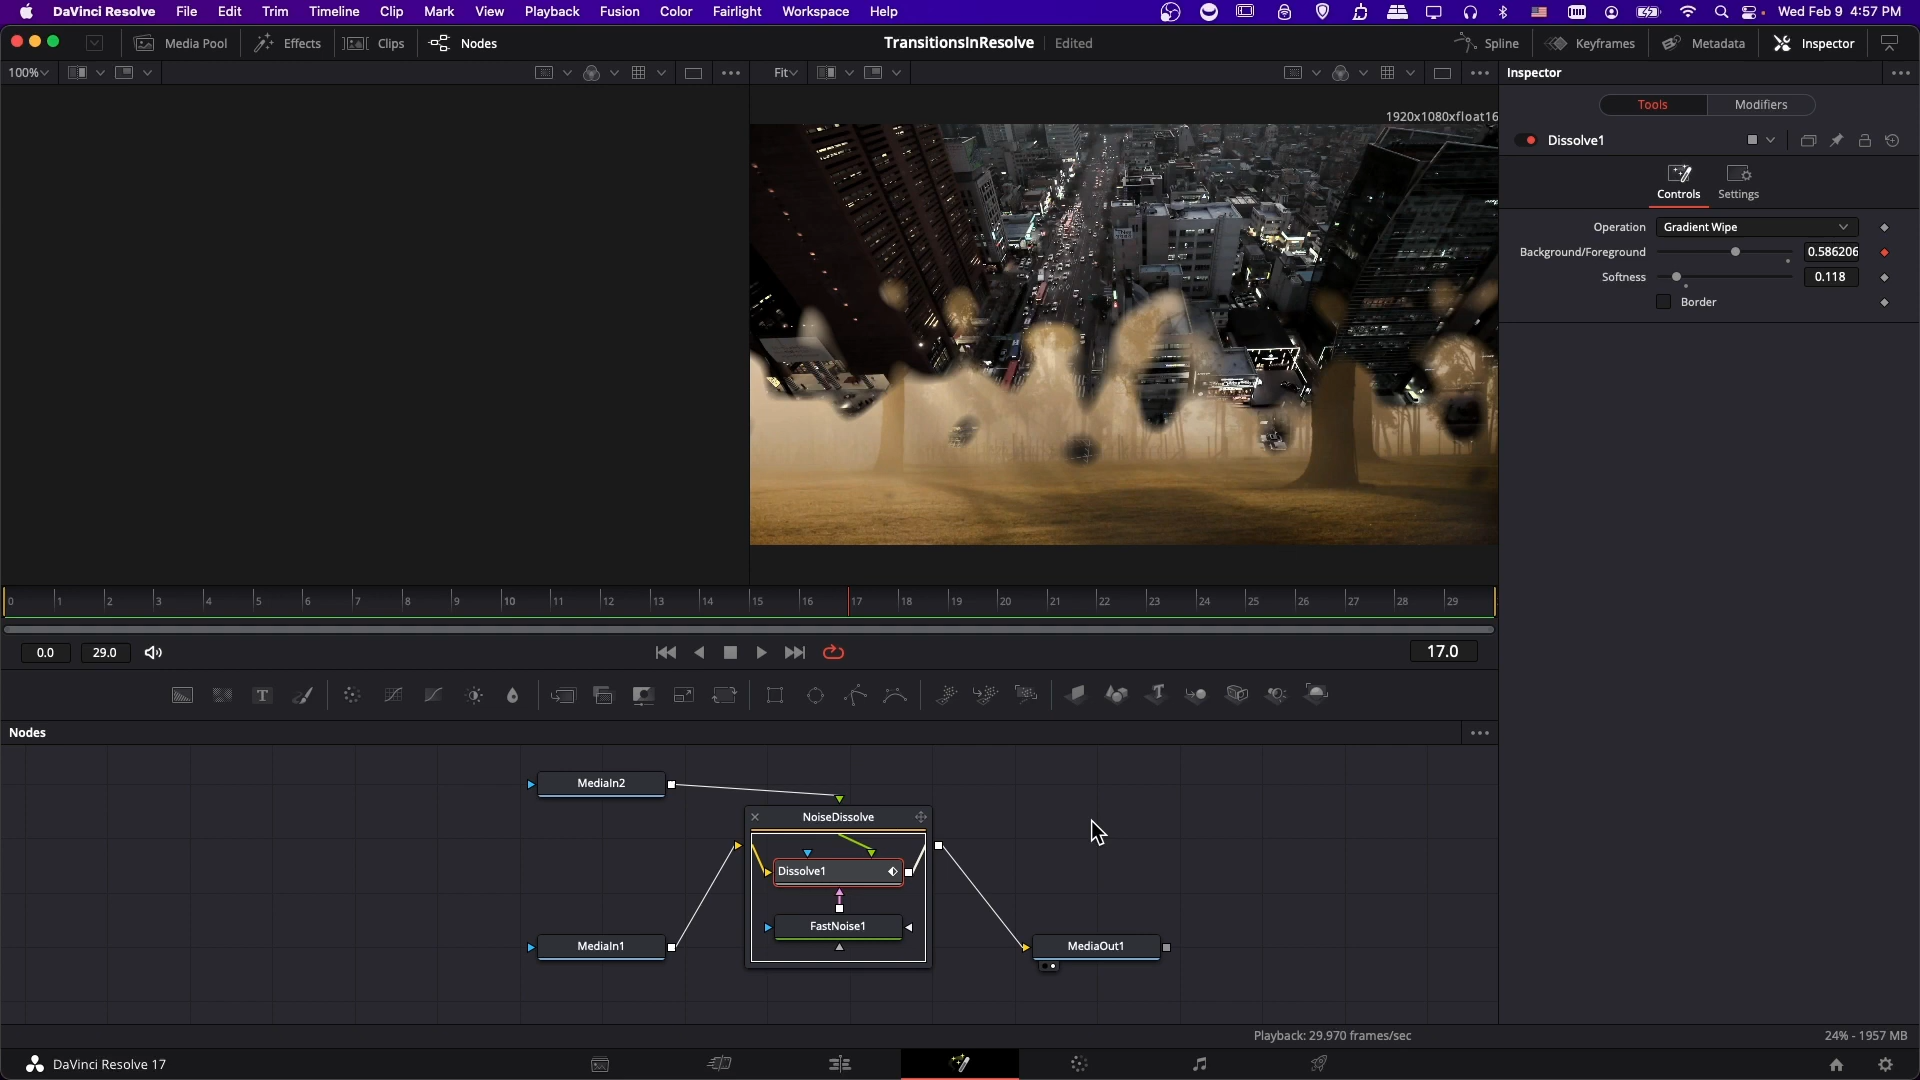 DaVinci Resolve File Edit Trim Timeline Clip Mark View Playback Fusion Color Fairlight Workspace Help Wed Feb 9 4:57 PM
Media Pool Effects Clips Nodes TransitionsInResolve Edited Spline Keyframes Metadata Inspector
100% Fit Inspector
Tools Modifiers
1920x1080xfloat16
Dissolve1
Controls Settings
Operation Gradient Wipe
Background/Foreground 0.586206
Softness 0.118
Border
0 1 2 3 4 5 6 7 8 9 10 11 12 13 14 15 16 17 18 19 20 21 22 23 24 25 26 27 28 29
0.0 29.0 17.0
T T
Nodes
MediaIn2
NoiseDissolve
Dissolve1
FastNoise1
MediaIn1 MediaOut1
Playback: 29.970 frames/sec 24% - 1957 MB
DaVinci Resolve 17